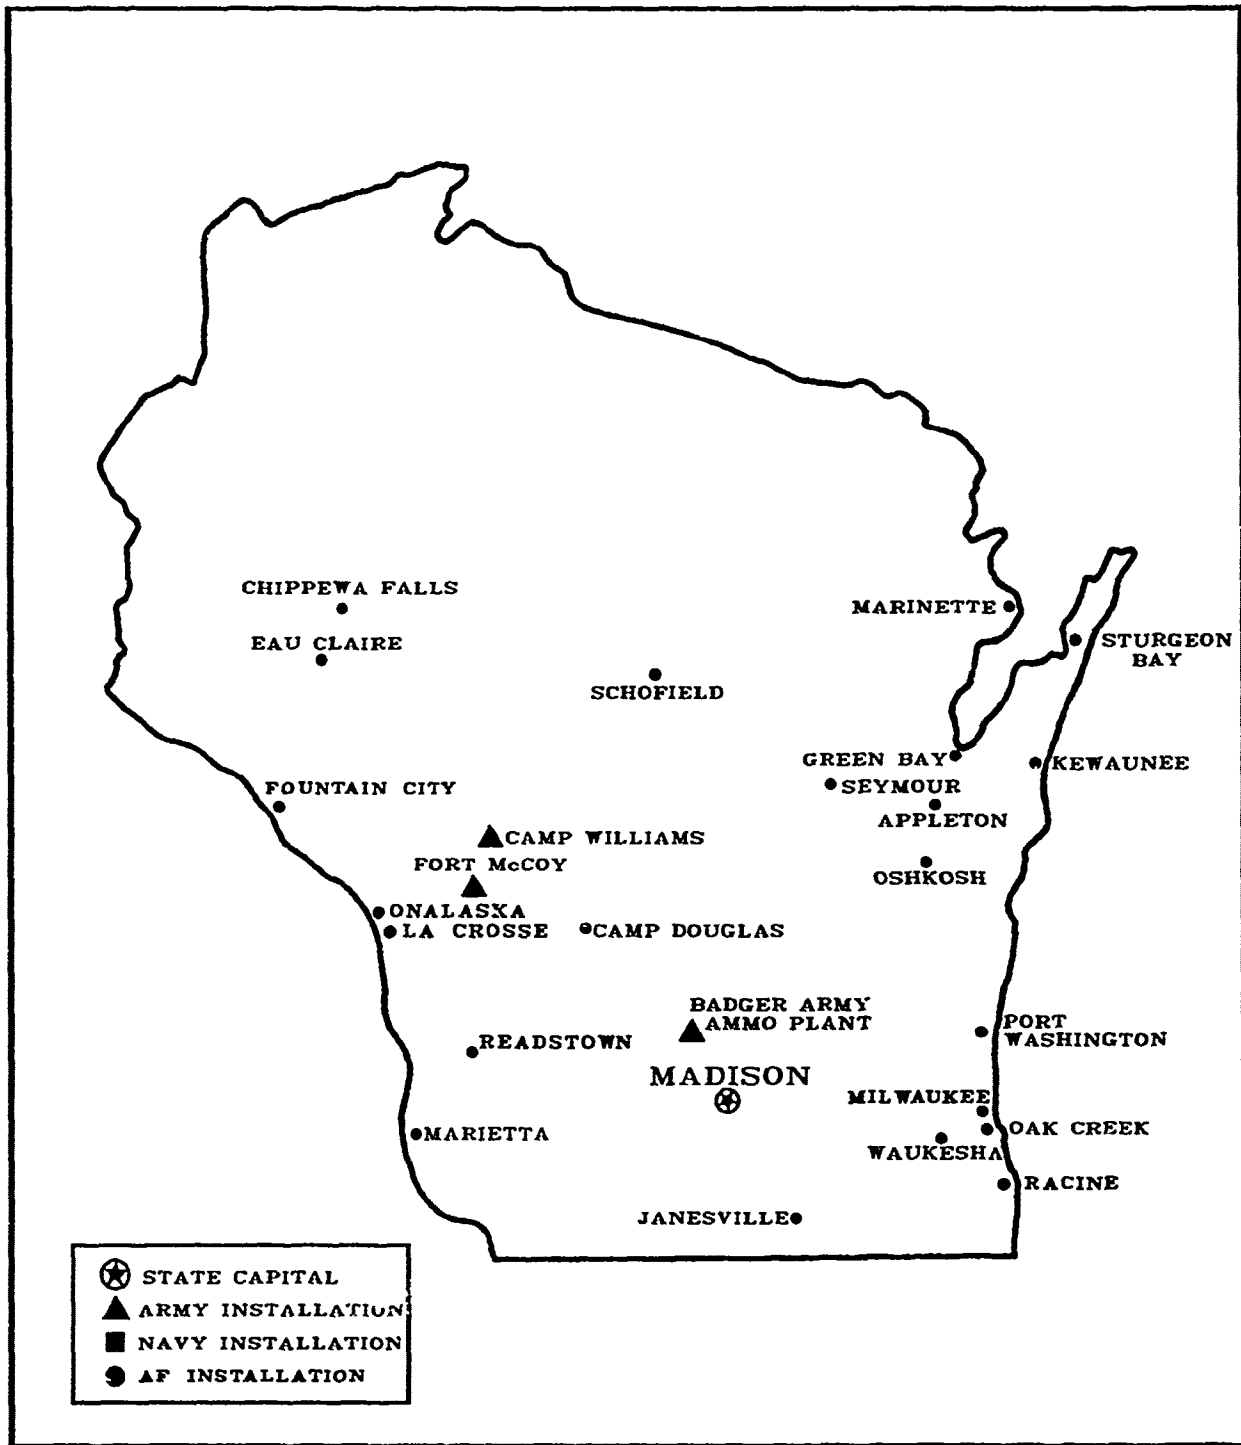 CHIPPEWA FALLS
EAU CLAIRE
MARINETTE
STURGEON
BAY
SCHOFIELD
GREEN BAY
KEWAUNEE
SEYMOUR
FOUNTAIN CITY
APPLETON
CAMP WILLIAMS
FORT McCOY
OSHKOSH
ONALASKA
LA CROSSE
CAMP DOUGLAS
BADGER ARMY
AMMO PLANT
PORT
WASHINGTON
READSTOWN
MADISON
MILWAUKEE
OAK CREEK
MARIETTA
WAUKESHA
RACINE
JANESVILLE
STATE CAPITAL
ARMY INSTALLATION
NAVY INSTALLATION
AF INSTALLATION